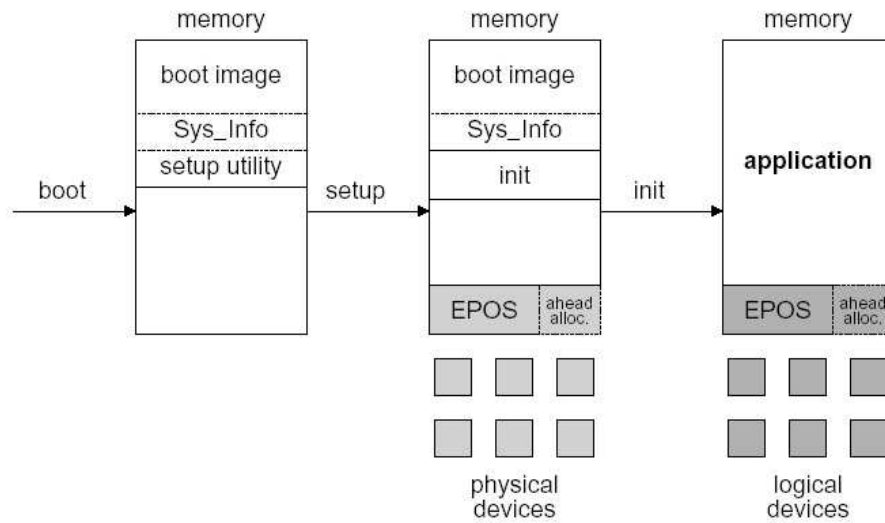 memory
boot image
Sys_Info
setup utility
boot
setup
memory
boot image
Sys_Info
init
EPOS
ahead
alloc.
physical
devices
init
memory
application
EPOS
ahead
alloc.
logical
devices